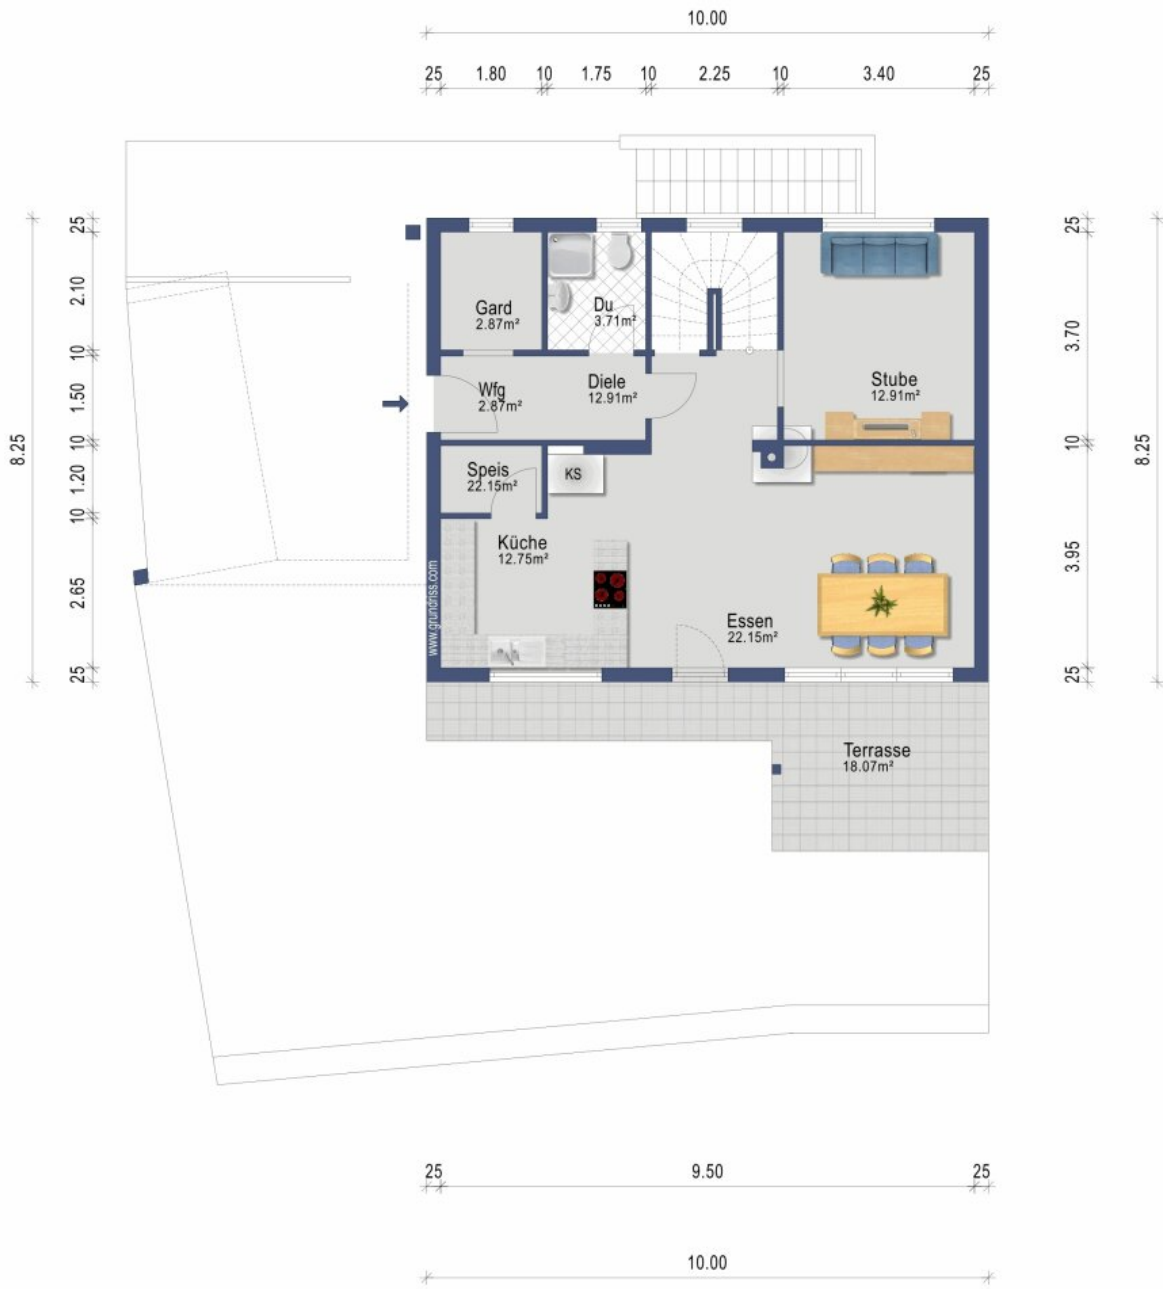 10.00
25 1.80 10 1.75 10 2.25 10 3.40 25
8.25
25
2.10
10
1.50
10
1.20
10
2.65
25
Gard
2.87m²
Du
3.71m²
Wfg
2.87m²
Diele
12.91m²
Stube
12.91m²
Speis
22.15m²
KS
Küche
12.75m²
Essen
22.15m²
www.grundriss.com
Terrasse
18.07m²
25
3.70
10
3.95
25
8.25
25 9.50 25
10.00